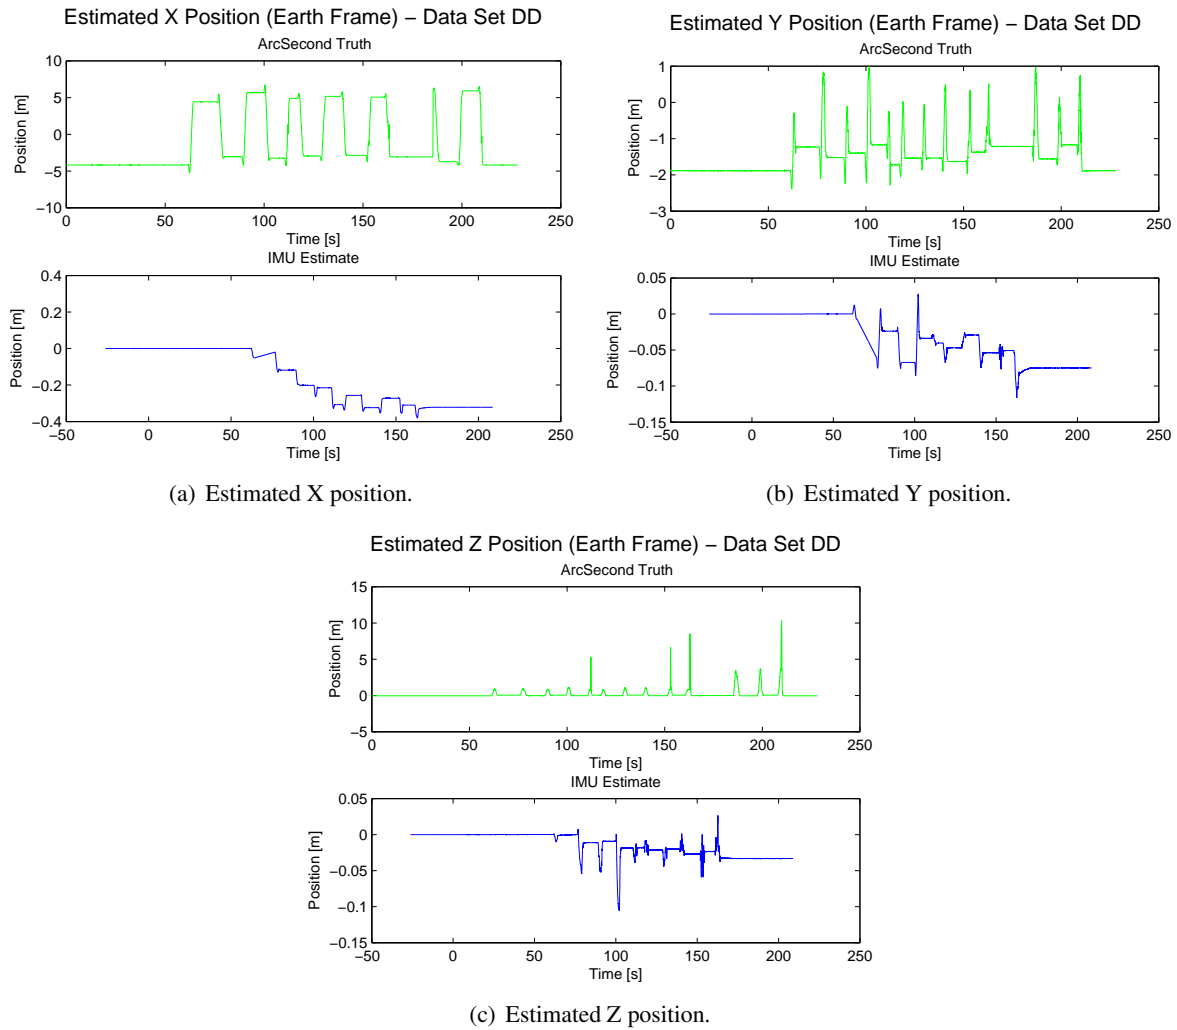 Estimated X Position (Earth Frame) – Data Set DD
ArcSecond Truth
Position [m]
10
5
0
−5
−10
0 50 100 150 200 250
Time [s]
IMU Estimate
Position [m]
0.4
0.2
0
−0.2
−0.4
−50 0 50 100 150 200 250
Time [s]
(a) Estimated X position.
Estimated Y Position (Earth Frame) – Data Set DD
ArcSecond Truth
Position [m]
1
0
−1
−2
−3
0 50 100 150 200 250
Time [s]
IMU Estimate
Position [m]
0.05
0
−0.05
−0.1
−0.15
−50 0 50 100 150 200 250
Time [s]
(b) Estimated Y position.
Estimated Z Position (Earth Frame) – Data Set DD
ArcSecond Truth
Position [m]
15
10
5
0
−5
0 50 100 150 200 250
Time [s]
IMU Estimate
Position [m]
0.05
0
−0.05
−0.1
−0.15
−50 0 50 100 150 200 250
Time [s]
(c) Estimated Z position.